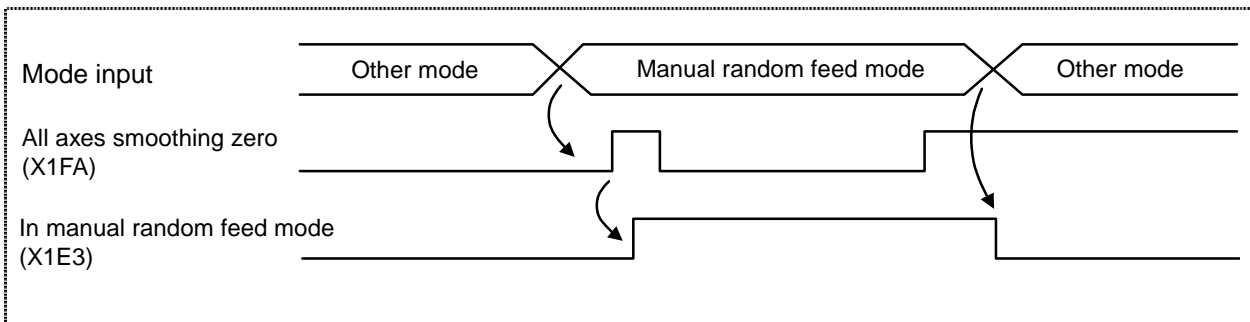 Mode input
Other mode
Manual random feed mode
Other mode
All axes smoothing zero
(X1FA)
In manual random feed mode
(X1E3)